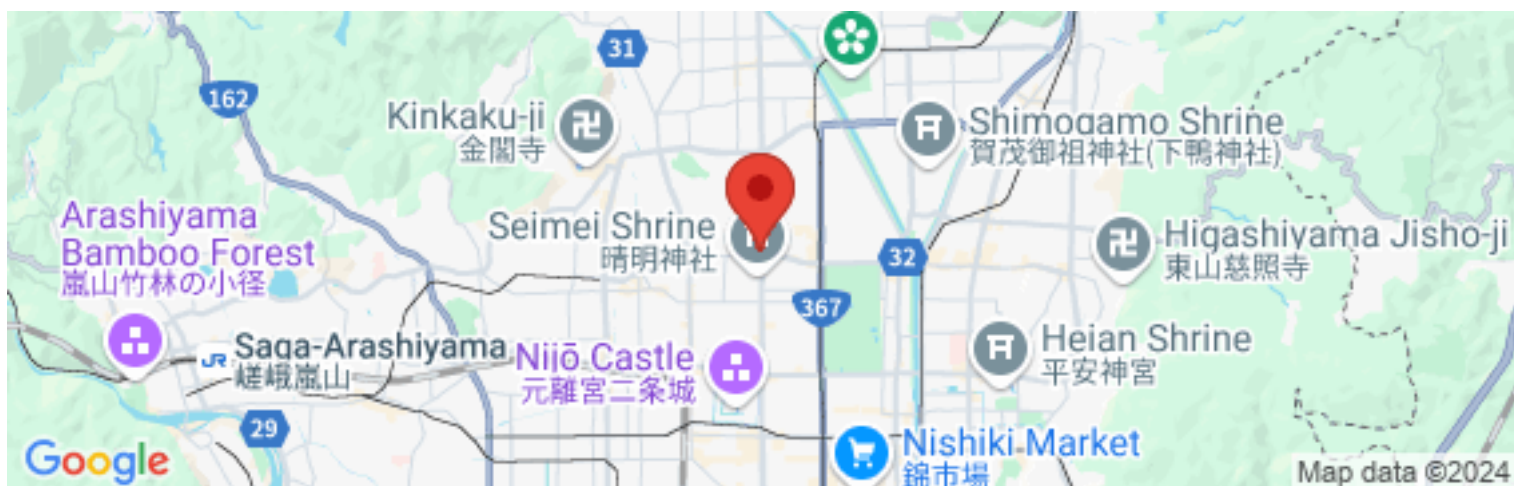 31
162
Kinkaku-ji
金閣寺
Shimogamo Shrine
賀茂御祖神社(下鴨神社)
Arashiyama
Bamboo Forest
嵐山竹林の小径
Seimei Shrine
晴明神社
32
Higashiyama Jisho-ji
東山慈照寺
367
JR
Saga-Arashiyama
嵯峨嵐山
Nijō Castle
元離宮二条城
Heian Shrine
平安神宮
29
Nishiki Market
錦市場
Google
Map data ©2024